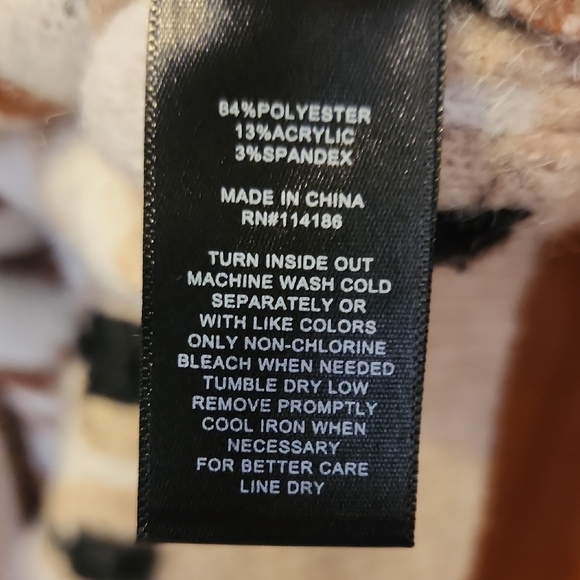 84%POLYESTER
13%ACRYLIC
3%SPANDEX
MADE IN CHINA
RN#114186
TURN INSIDE OUT
MACHINE WASH COLD
SEPARATELY OR
WITH LIKE COLORS
ONLY NON-CHLORINE
BLEACH WHEN NEEDED
TUMBLE DRY LOW
REMOVE PROMPTLY
COOL IRON WHEN
NECESSARY
FOR BETTER CARE
LINE DRY